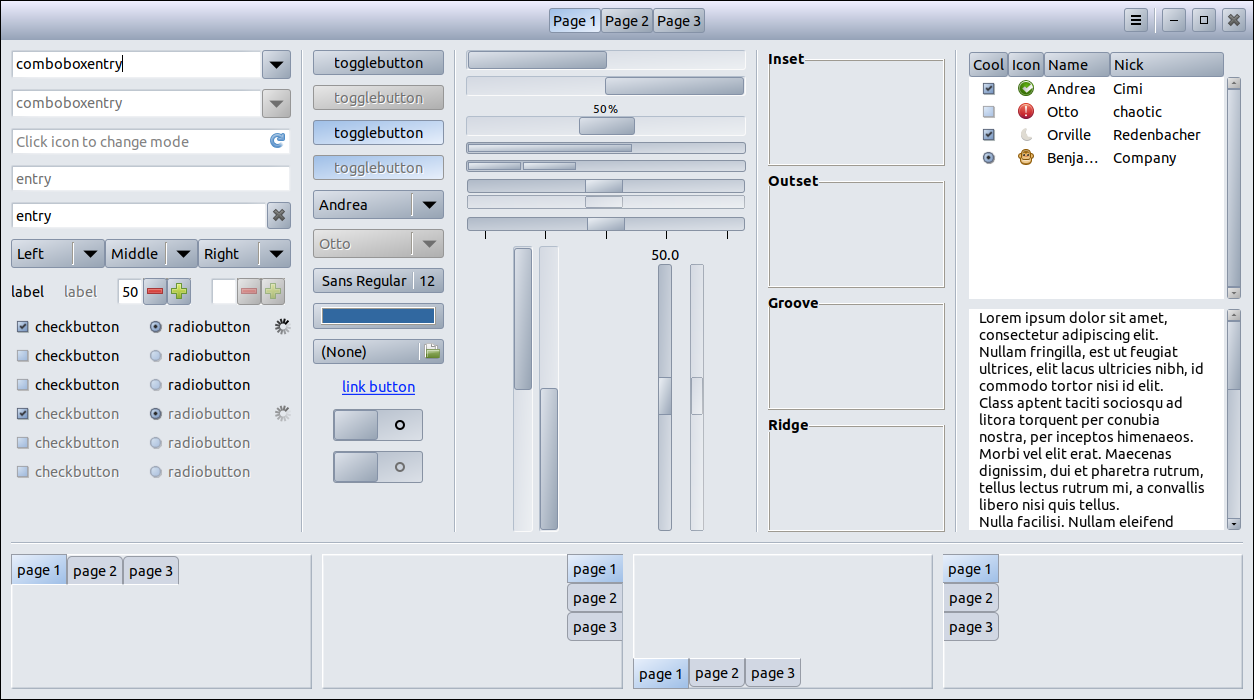 Page 1 Page 2 Page 3
comboboxentry
comboboxentry
Click icon to change mode
entry
entry
Left Middle Right
label label 50
checkbutton radiobutton
checkbutton radiobutton
checkbutton radiobutton
checkbutton radiobutton
checkbutton radiobutton
checkbutton radiobutton
togglebutton
togglebutton
togglebutton
togglebutton
Andrea
Otto
Sans Regular 12
(None)
link button
50%
50.0
Inset
Outset
Groove
Ridge
Cool Icon Name Nick
Andrea Cimi
Otto chaotic
Orville Redenbacher
Benja... Company
Lorem ipsum dolor sit amet,
consectetur adipiscing elit.
Nullam fringilla, est ut feugiat
ultrices, elit lacus ultricies nibh, id
commodo tortor nisi id elit.
Class aptent taciti sociosqu ad
litora torquent per conubia
nostra, per inceptos himenaeos.
Morbi vel elit erat. Maecenas
dignissim, dui et pharetra rutrum,
tellus lectus rutrum mi, a convallis
libero nisi quis tellus.
Nulla facilisi. Nullam eleifend
page 1 page 2 page 3
page 1
page 2
page 3
page 1 page 2 page 3
page 1
page 2
page 3